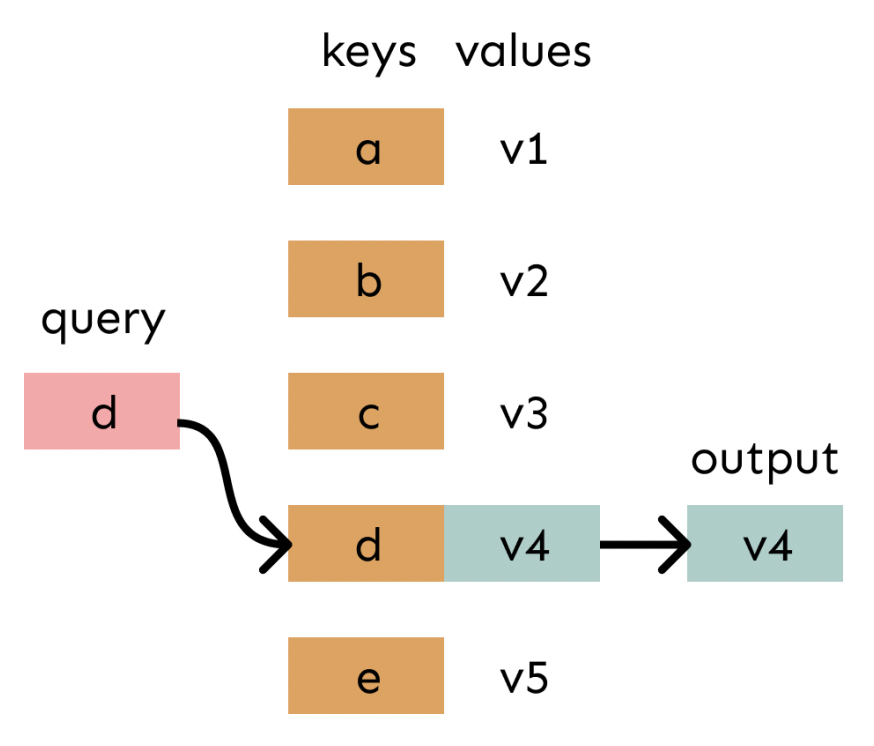 keys values
a v1
b v2
query
d c v3
output
d v4 v4
e v5